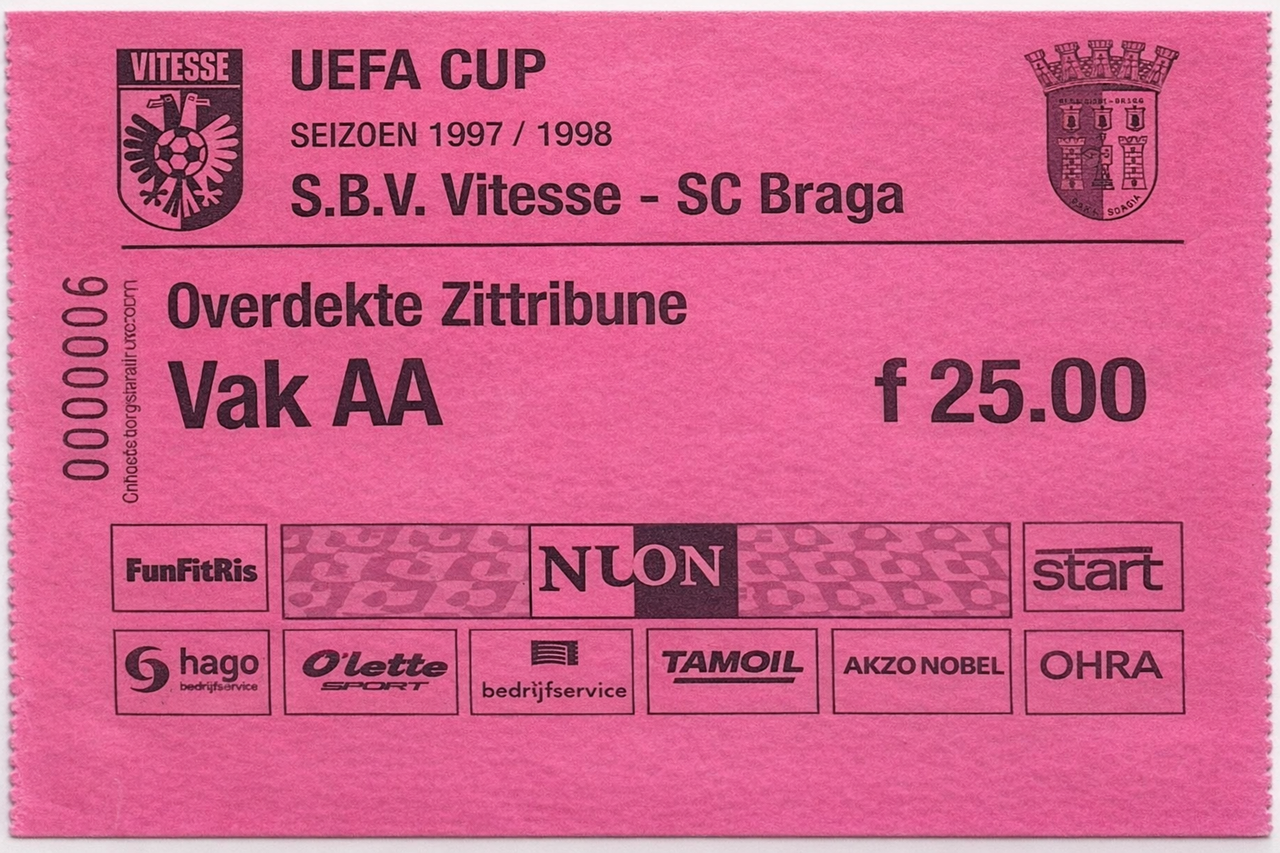 VITESSE
UEFA CUP
SEIZOEN 1997 / 1998
S.B.V. Vitesse - SC Braga
0000006
Overdekte Zittribune
Vak AA
f 25.00
FunFitRis
NUON
start
hago
bedrijfservice
O'lette
SPORT
bedrijfservice
TAMOIL
AKZO NOBEL
OHRA